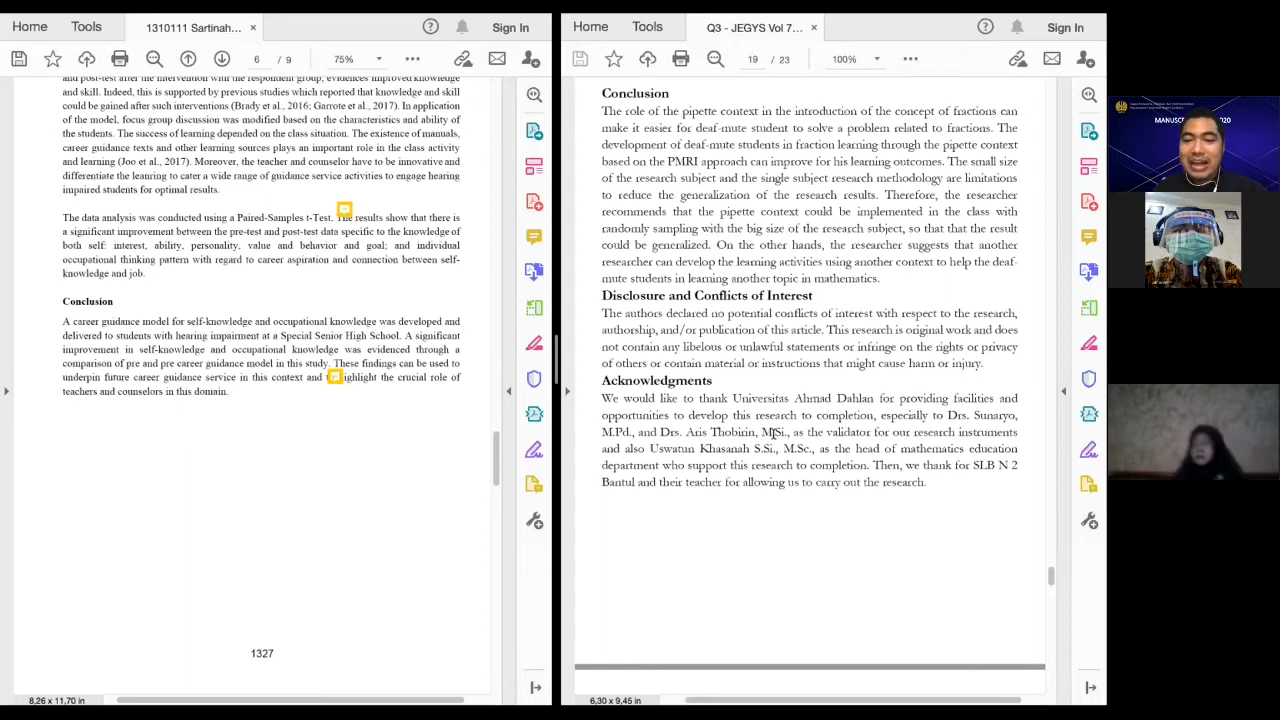 Home Tools 1310111 Sartinah... × ? Sign In
6 / 9 75%
and post-test after the intervention with the respondent group, evidences improved knowledge
and skill. Indeed, this is supported by previous studies which reported that knowledge and skill
could be gained after such interventions (Brady et al., 2016; Garrote et al., 2017). In application
of the model, focus group discussion was modified based on the characteristics and ability of
the students. The success of learning depended on the class situation. The existence of manuals,
career guidance texts and other learning sources plays an important role in the class activity
and learning (Joo et al., 2017). Moreover, the teacher and counselor have to be innovative and
differentiate the leanring to cater a wide range of guidance service activities to engage hearing
impaired students for optimal results.
The data analysis was conducted using a Paired-Samples t-Test. The results show that there is
a significant improvement between the pre-test and post-test data specific to the knowledge of
both self: interest, ability, personality, value and behavior and goal; and individual
occupational thinking pattern with regard to career aspiration and connection between self-
knowledge and job.
Conclusion
A career guidance model for self-knowledge and occupational knowledge was developed and
delivered to students with hearing impairment at a Special Senior High School. A significant
improvement in self-knowledge and occupational knowledge was evidenced through a
comparison of pre and pre career guidance model in this study. These findings can be used to
underpin future career guidance service in this context and highlight the crucial role of
teachers and counselors in this domain.
1327
8,26 x 11,70 in
Home Tools Q3 - JEGYS Vol 7... × ? Sign In
19 / 23 100%
Conclusion
The role of the pipette context in the introduction of the concept of fractions can
make it easier for deaf-mute student to solve a problem related to fractions. The
development of deaf-mute students in fraction learning through the pipette context
based on the PMRI approach can improve for his learning outcomes. The small size
of the research subject and the single subject research methodology are limitations
to reduce the generalization of the research results. Therefore, the researcher
recommends that the pipette context could be implemented in the class with
randomly sampling with the big size of the research subject, so that that the result
could be generalized. On the other hands, the researcher suggests that another
researcher can develop the learning activities using another context to help the deaf-
mute students in learning another topic in mathematics.
Disclosure and Conflicts of Interest
The authors declared no potential conflicts of interest with respect to the research,
authorship, and/or publication of this article. This research is original work and does
not contain any libelous or unlawful statements or infringe on the rights or privacy
of others or contain material or instructions that might cause harm or injury.
Acknowledgments
We would like to thank Universitas Ahmad Dahlan for providing facilities and
opportunities to develop this research to completion, especially to Drs. Sunaryo,
M.Pd., and Drs. Aris Thobirin, M.Si., as the validator for our research instruments
and also Uswatun Khasanah S.Si., M.Sc., as the head of mathematics education
department who support this research to completion. Then, we thank for SLB N 2
Bantul and their teacher for allowing us to carry out the research.
6,30 x 9,45 in